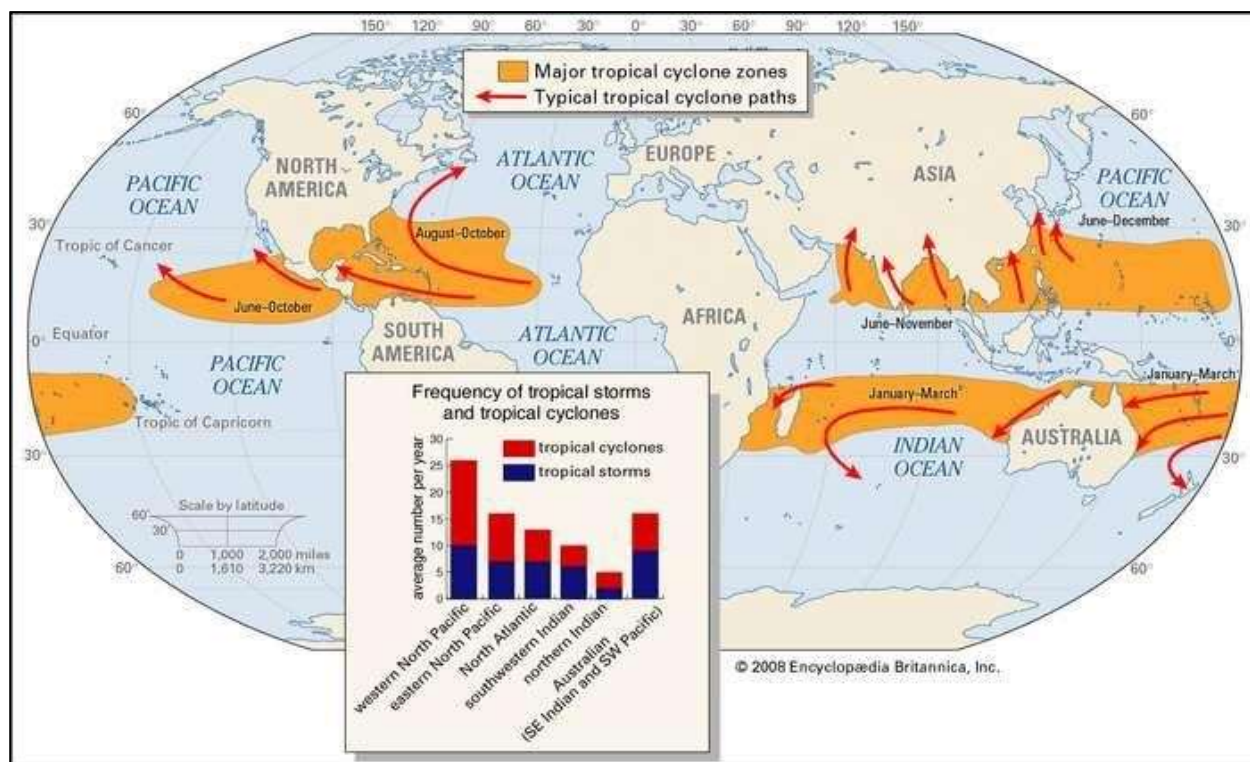 150° 120° 90° 60° 30° 0° 30° 60° 90° 120° 150°
Major tropical cyclone zones
Typical tropical cyclone paths
60°
60°
NORTH
AMERICA
ATLANTIC
OCEAN
EUROPE
ASIA
PACIFIC
OCEAN
PACIFIC
OCEAN
June–December
30°
30°
Tropic of Cancer
August–October
June–October
AFRICA
June–November
SOUTH
AMERICA
ATLANTIC
OCEAN
Equator
0°
0°
PACIFIC
OCEAN
January–March
January–March
Tropic of Capricorn
INDIAN
OCEAN
AUSTRALIA
30°
30°
Frequency of tropical storms
and tropical cyclones
average number per year
30
25
20
15
10
5
0
tropical cyclones
tropical storms
western North Pacific
eastern North Pacific
North Atlantic
southwestern Indian
northern Indian
Australian
(SE Indian and SW Pacific)
Scale by latitude
60°
30°
0 1,000 2,000 miles
0 1,610 3,220 km
60°
60°
© 2008 Encyclopædia Britannica, Inc.